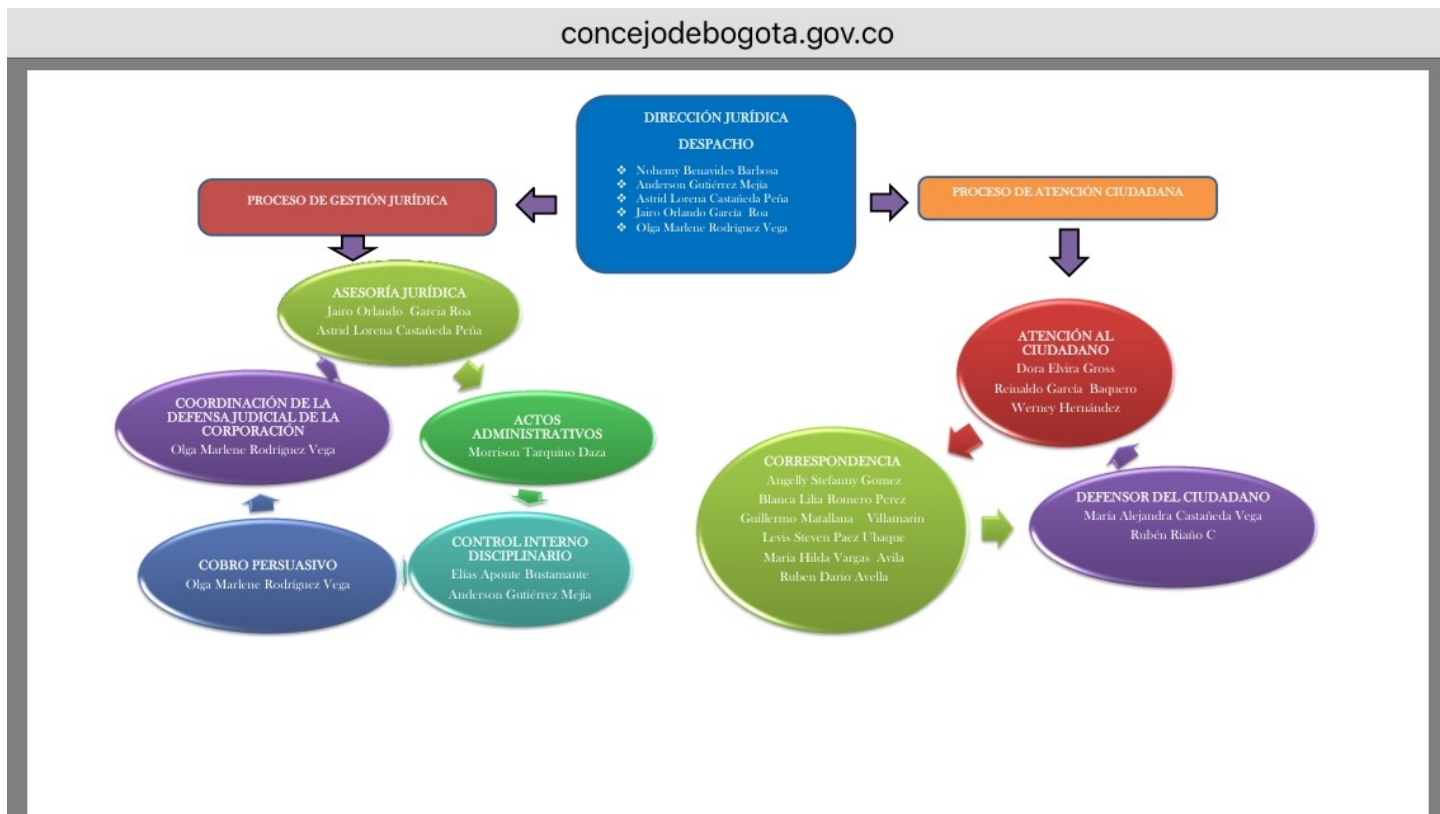 concejodebogota.gov.co
DIRECCIÓN JURÍDICA
DESPACHO
❖ Nohemy Benavides Barbosa
❖ Anderson Gutiérrez Mejía
❖ Astrid Lorena Castañeda Peña
❖ Jairo Orlando García Roa
❖ Olga Marlene Rodríguez Vega
PROCESO DE GESTIÓN JURÍDICA
PROCESO DE ATENCIÓN CIUDADANA
ASESORÍA JURÍDICA
Jairo Orlando Garcia Roa
Astrid Lorena Castañeda Peña
COORDINACIÓN DE LA
DEFENSA JUDICIAL DE LA
CORPORACIÓN
Olga Marlene Rodríguez Vega
ACTOS
ADMINISTRATIVOS
Morrison Tarquino Daza
COBRO PERSUASIVO
Olga Marlene Rodríguez Vega
CONTROL INTERNO
DISCIPLINARIO
Elías Aponte Bustamante
Anderson Gutiérrez Mejía
ATENCIÓN AL
CIUDADANO
Dora Elvira Gross
Reinaldo García Baquero
Werney Hernández
CORRESPONDENCIA
Angelly Stefanny Gomez
Blanca Lilia Romero Perez
Guillermo Matallana Villamarin
Levis Steven Paez Ubaque
Maria Hilda Vargas Avila
Ruben Dario Avella
DEFENSOR DEL CIUDADANO
María Alejandra Castañeda Vega
Rubén Riaño C